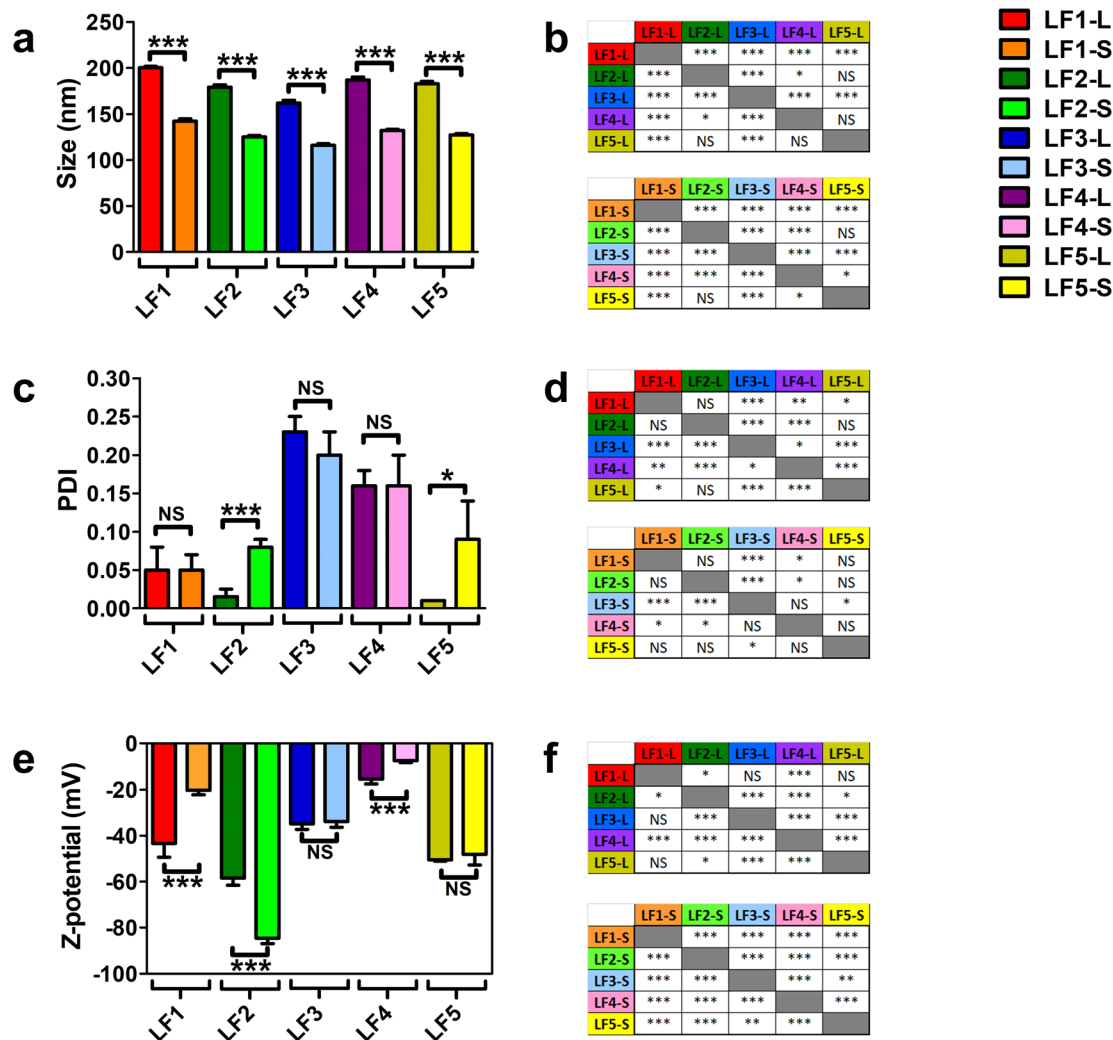 a
Size (nm)
250
200
150
100
50
0
*** *** *** *** ***
LF1 LF2 LF3 LF4 LF5
b
LF1-L LF2-L LF3-L LF4-L LF5-L
LF1-L *** *** *** ***
LF2-L *** *** * NS
LF3-L *** *** *** ***
LF4-L *** * *** NS
LF5-L *** NS *** NS
LF1-S LF2-S LF3-S LF4-S LF5-S
LF1-S *** *** *** ***
LF2-S *** *** *** NS
LF3-S *** *** *** ***
LF4-S *** *** *** *
LF5-S *** NS *** *
LF1-L
LF1-S
LF2-L
LF2-S
LF3-L
LF3-S
LF4-L
LF4-S
LF5-L
LF5-S
c
PDI
0.30
0.25
0.20
0.15
0.10
0.05
0.00
NS *** NS NS *
LF1 LF2 LF3 LF4 LF5
d
LF1-L LF2-L LF3-L LF4-L LF5-L
LF1-L NS *** ** *
LF2-L NS *** *** NS
LF3-L *** *** * ***
LF4-L ** *** * ***
LF5-L * NS *** ***
LF1-S LF2-S LF3-S LF4-S LF5-S
LF1-S NS *** * NS
LF2-S NS *** * NS
LF3-S *** *** NS *
LF4-S * * NS NS
LF5-S NS NS * NS
e
Z-potential (mV)
0
-20
-40
-60
-80
-100
*** *** NS *** NS
LF1 LF2 LF3 LF4 LF5
f
LF1-L LF2-L LF3-L LF4-L LF5-L
LF1-L * NS *** NS
LF2-L * *** *** *
LF3-L NS *** *** ***
LF4-L *** *** *** ***
LF5-L NS * *** ***
LF1-S LF2-S LF3-S LF4-S LF5-S
LF1-S *** *** *** ***
LF2-S *** *** *** ***
LF3-S *** *** *** **
LF4-S *** *** *** ***
LF5-S *** *** ** ***